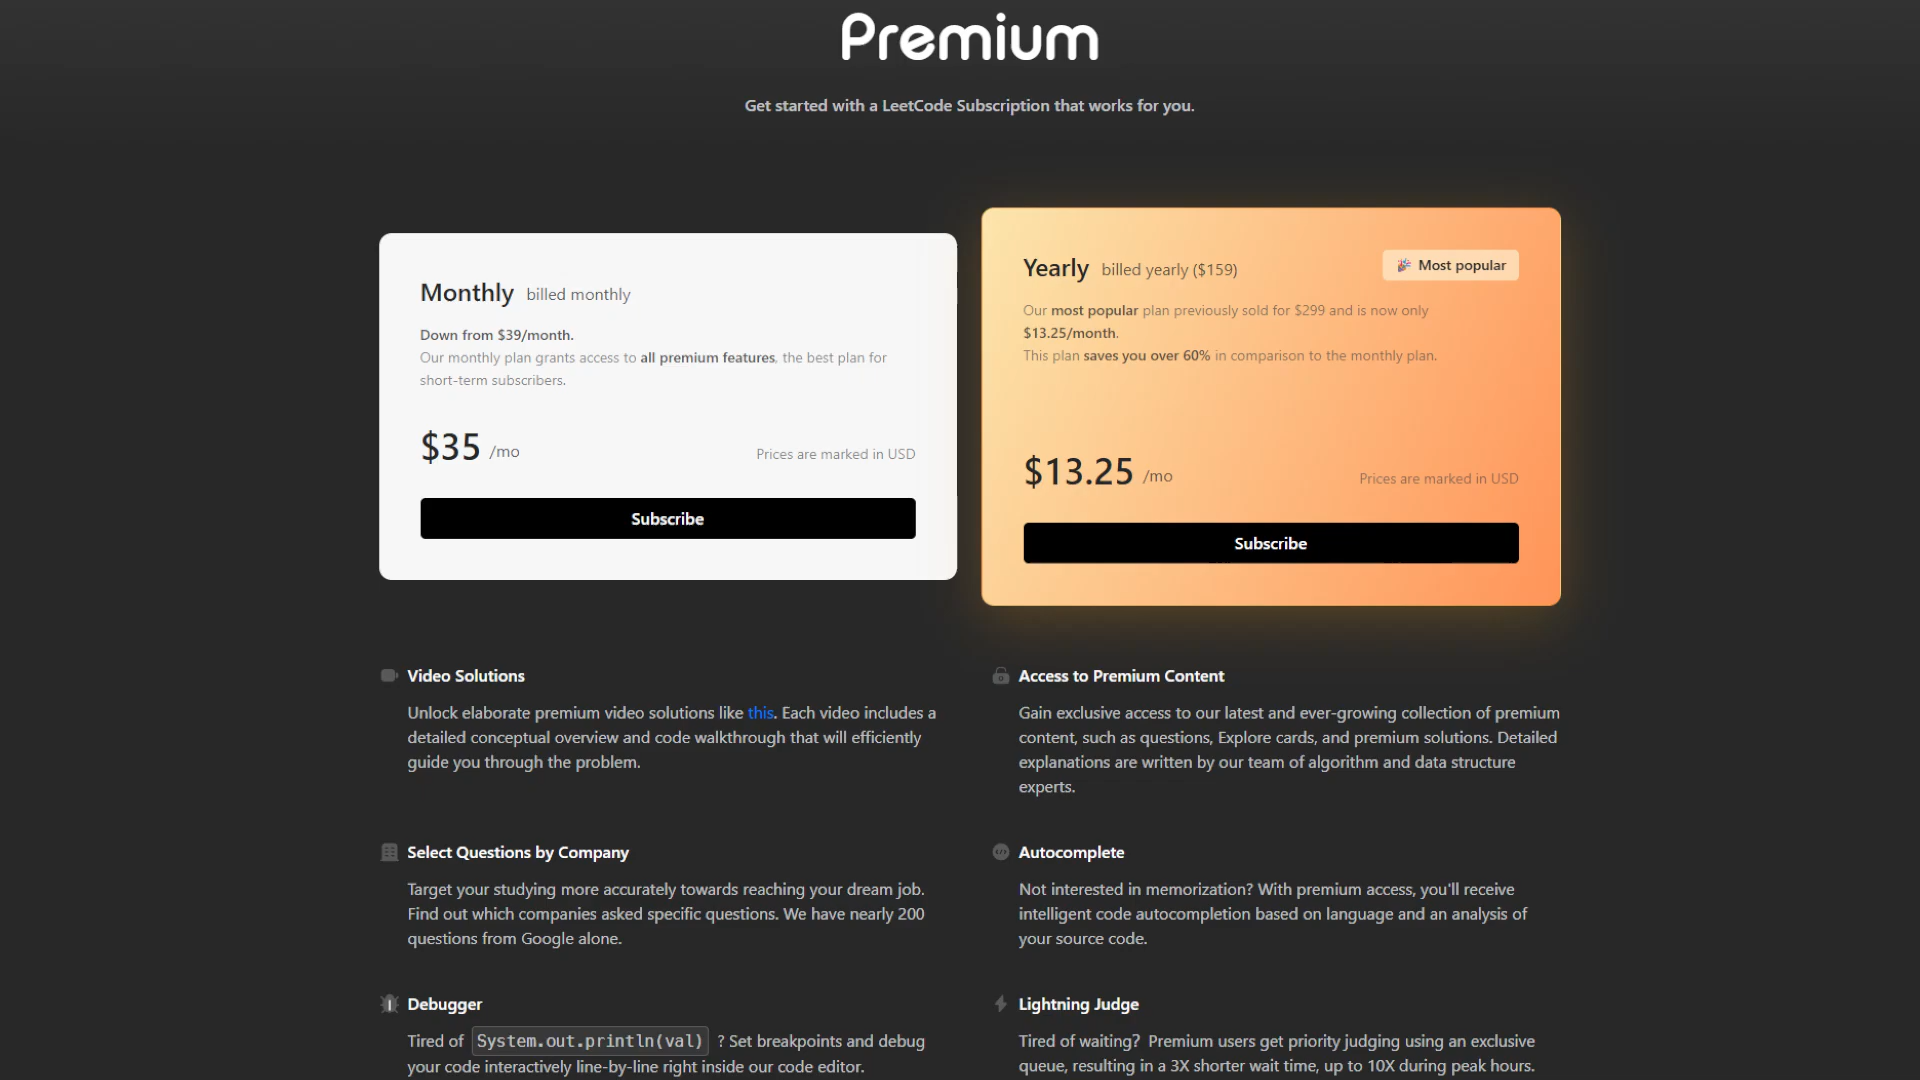 Premium
Get started with a LeetCode Subscription that works for you.
Monthly billed monthly
Down from $39/month.
Our monthly plan grants access to all premium features, the best plan for
short-term subscribers.
$35 /mo
Prices are marked in USD
Subscribe
Yearly billed yearly ($159)
🎉 Most popular
Our most popular plan previously sold for $299 and is now only
$13.25/month.
This plan saves you over 60% in comparison to the monthly plan.
$13.25 /mo
Prices are marked in USD
Subscribe
Video Solutions
Unlock elaborate premium video solutions like this. Each video includes a
detailed conceptual overview and code walkthrough that will efficiently
guide you through the problem.
Access to Premium Content
Gain exclusive access to our latest and ever-growing collection of premium
content, such as questions, Explore cards, and premium solutions. Detailed
explanations are written by our team of algorithm and data structure
experts.
Select Questions by Company
Target your studying more accurately towards reaching your dream job.
Find out which companies asked specific questions. We have nearly 200
questions from Google alone.
Autocomplete
Not interested in memorization? With premium access, you'll receive
intelligent code autocompletion based on language and an analysis of
your source code.
Debugger
Tired of System.out.println(val) ? Set breakpoints and debug
your code interactively line-by-line right inside our code editor.
Lightning Judge
Tired of waiting? Premium users get priority judging using an exclusive
queue, resulting in a 3X shorter wait time, up to 10X during peak hours.